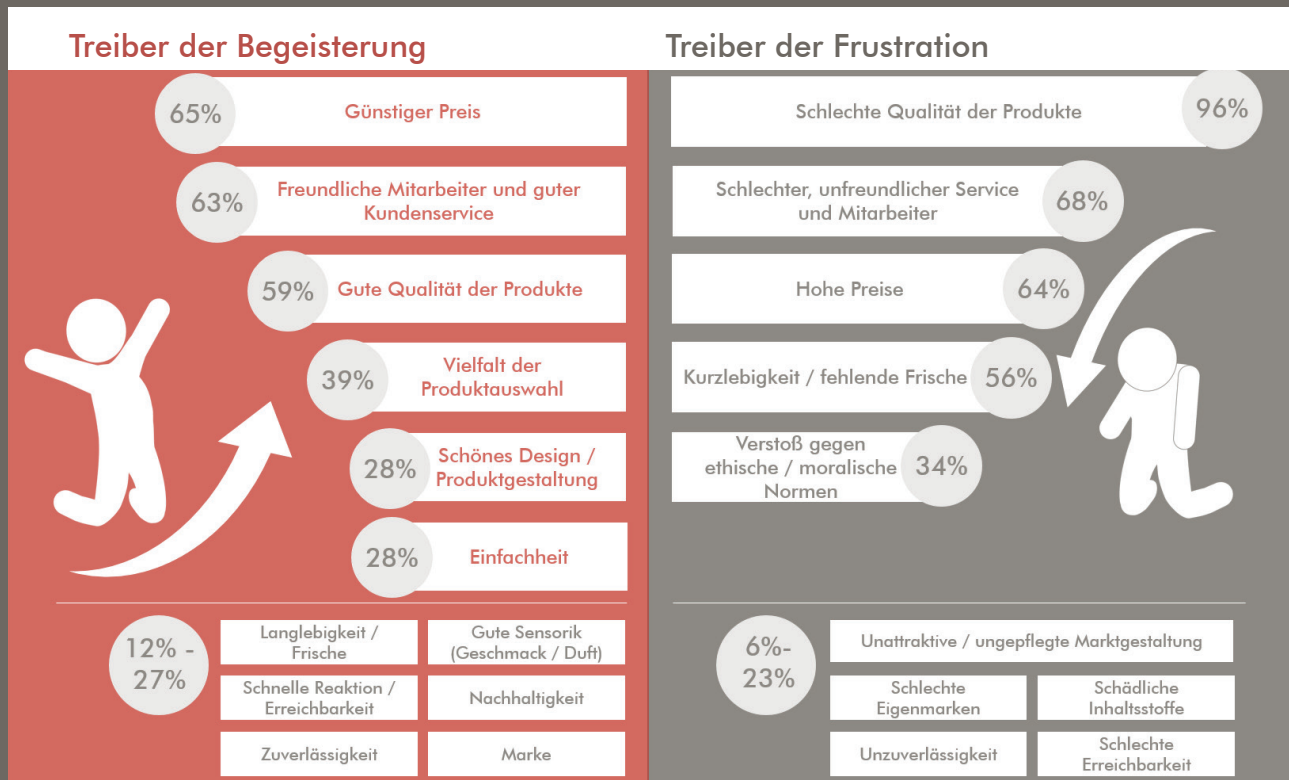 Treiber der Begeisterung
65%
Günstiger Preis
63%
Freundliche Mitarbeiter und guter
Kundenservice
59%
Gute Qualität der Produkte
39%
Vielfalt der
Produktauswahl
28%
Schönes Design /
Produktgestaltung
28%
Einfachheit
12% -
27%
Langlebigkeit /
Frische
Gute Sensorik
(Geschmack / Duft)
Schnelle Reaktion /
Erreichbarkeit
Nachhaltigkeit
Zuverlässigkeit
Marke
Treiber der Frustration
Schlechte Qualität der Produkte
96%
Schlechter, unfreundlicher Service
und Mitarbeiter
68%
Hohe Preise
64%
Kurzlebigkeit / fehlende Frische
56%
Verstoß gegen
ethische / moralische
Normen
34%
6%-
23%
Unattraktive / ungepflegte Marktgestaltung
Schlechte
Eigenmarken
Schädliche
Inhaltsstoffe
Unzuverlässigkeit
Schlechte
Erreichbarkeit